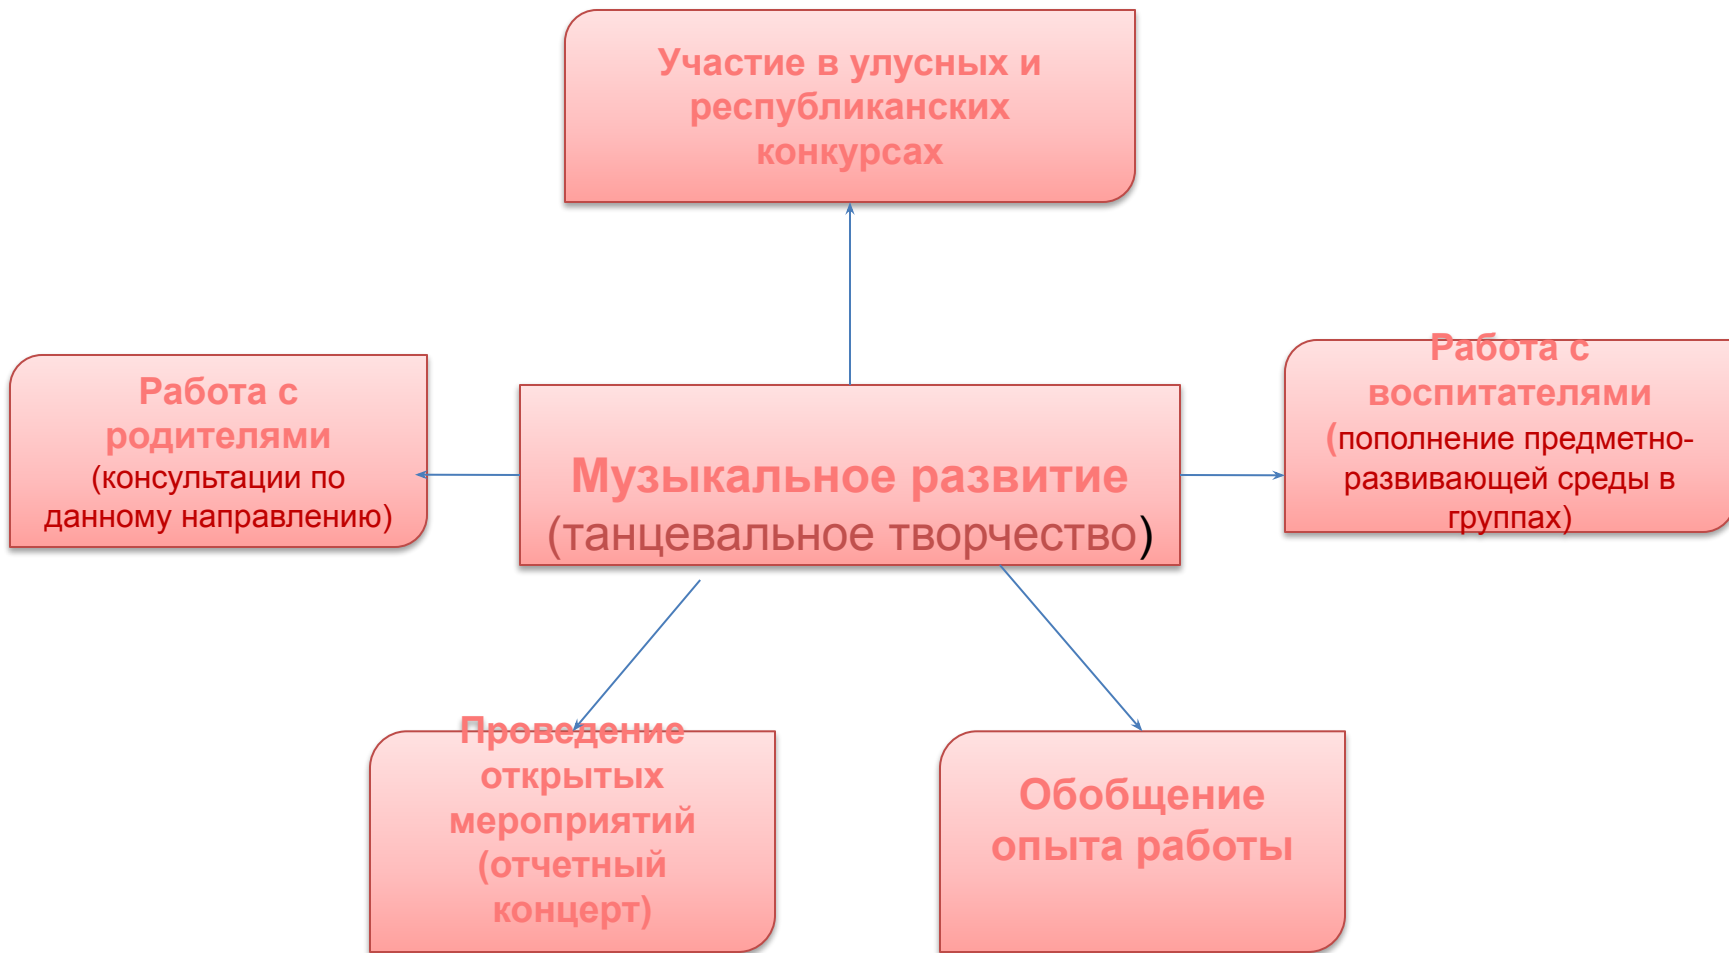 Участие в улусных и
республиканских
конкурсах
Работа с
родителями
(консультации по
данному направлению)
Музыкальное развитие
(танцевальное творчество)
Работа с
воспитателями
(пополнение предметно-
развивающей среды в
группах)
Проведение
открытых
мероприятий
(отчетный
концерт)
Обобщение
опыта работы